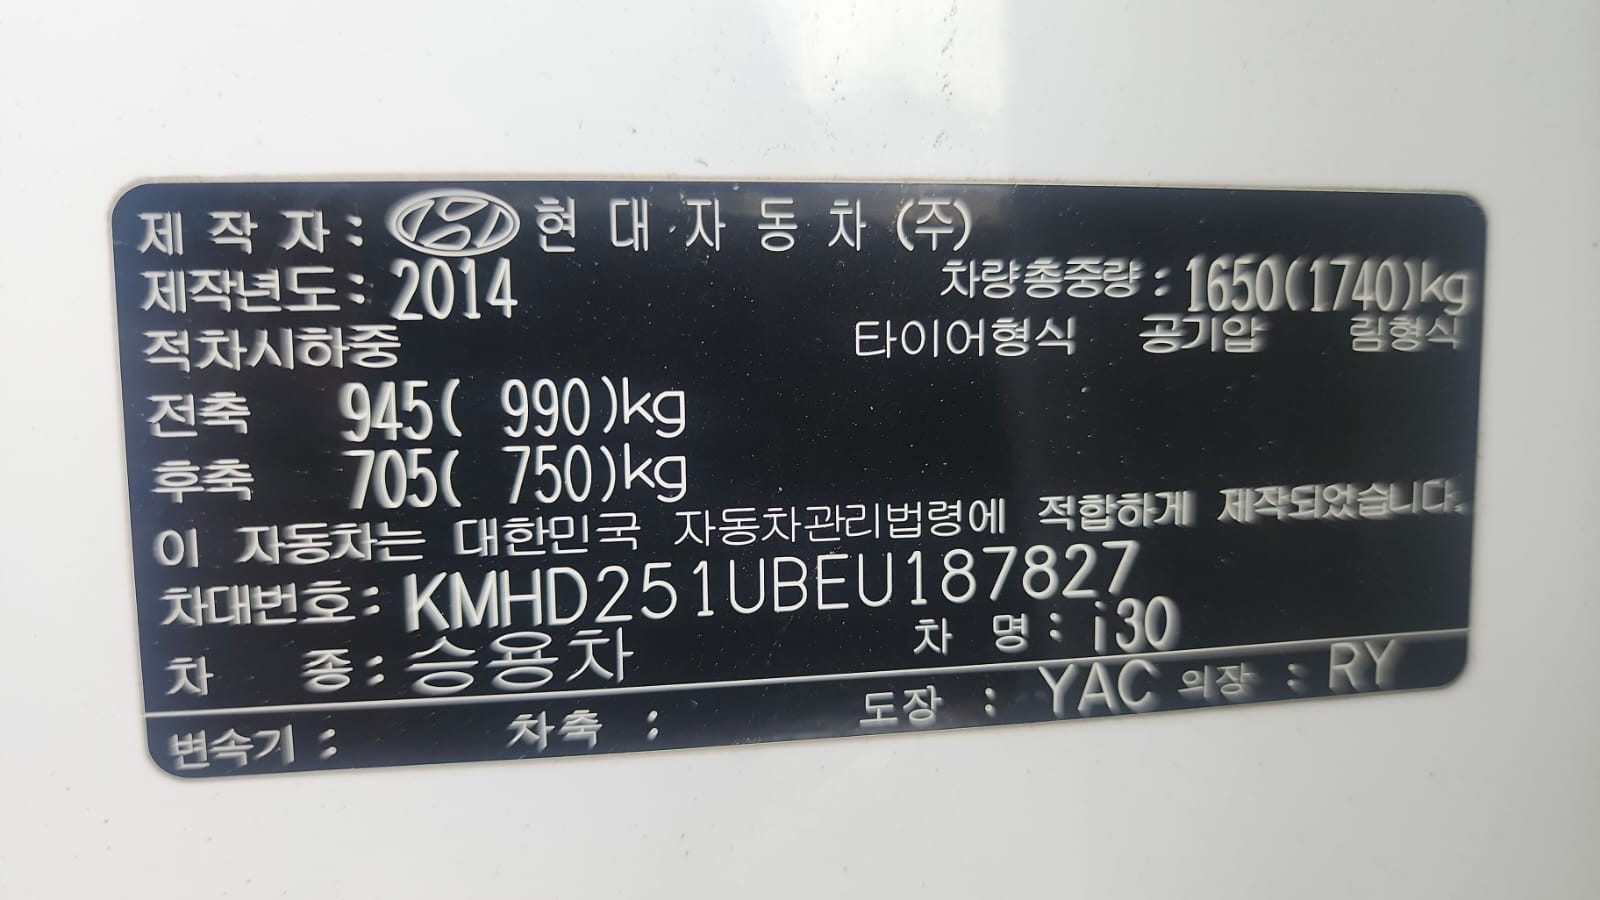 제 작 자 : 현 대 자 동 차 (주)
제작년도 : 2014 차량총중량 : 1650(1740)kg
적차시하중 타이어형식 공기압 림형식
전축 945( 990)kg
후축 705( 750)kg
이 자동차는 대한민국 자동차관리법령에 적합하게 제작되었습니다.
차대번호 : KMHD251UBEU187827
차 종 : 승용차 차 명 : i30
변속기 : 차축 : 도장 : YAC 의장 : RY